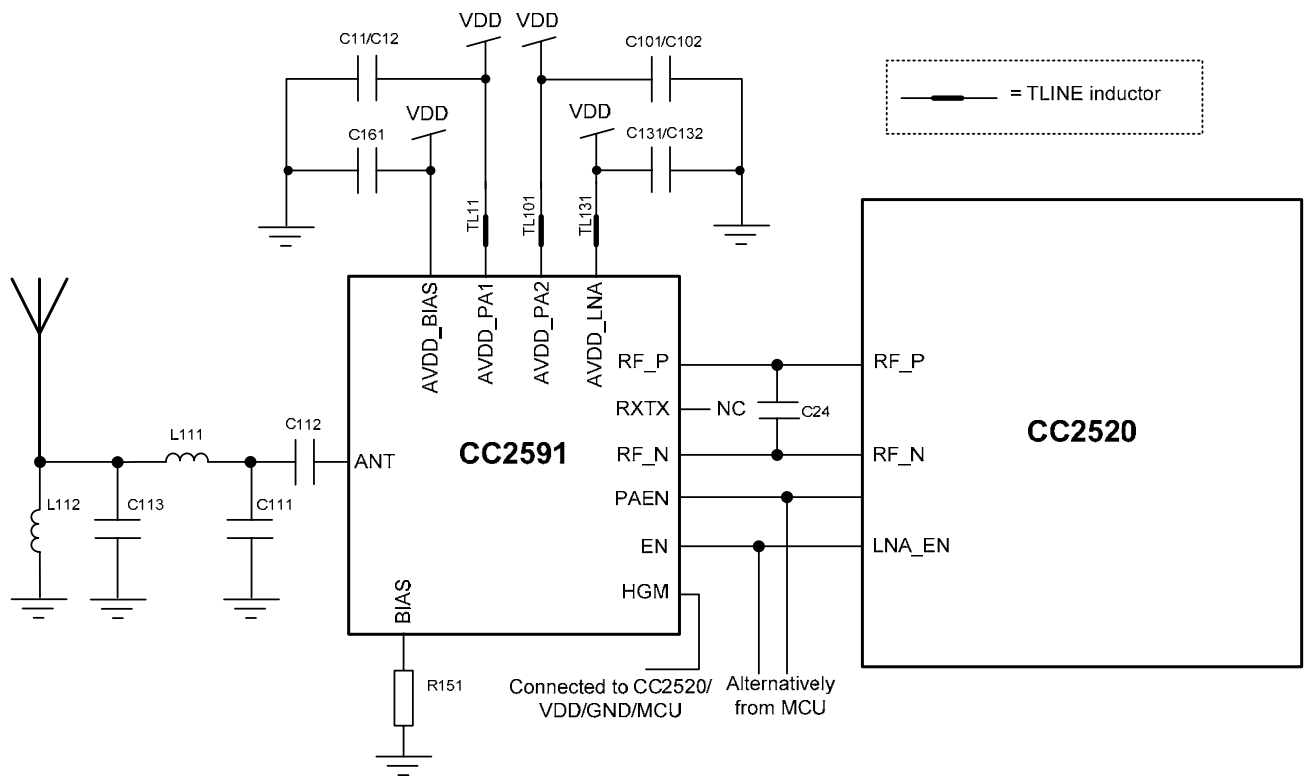 VDD
VDD
C11/C12
C101/C102
= TLINE inductor
VDD
VDD
C161
C131/C132
TL11
TL101
TL131
AVDD_BIAS
AVDD_PA1
AVDD_PA2
AVDD_LNA
RF_P
RF_P
RXTX
NC
C24
C112
L111
CC2591
CC2520
ANT
RF_N
RF_N
L112
C113
C111
PAEN
EN
LNA_EN
BIAS
HGM
R151
Connected to CC2520/
VDD/GND/MCU
Alternatively
from MCU